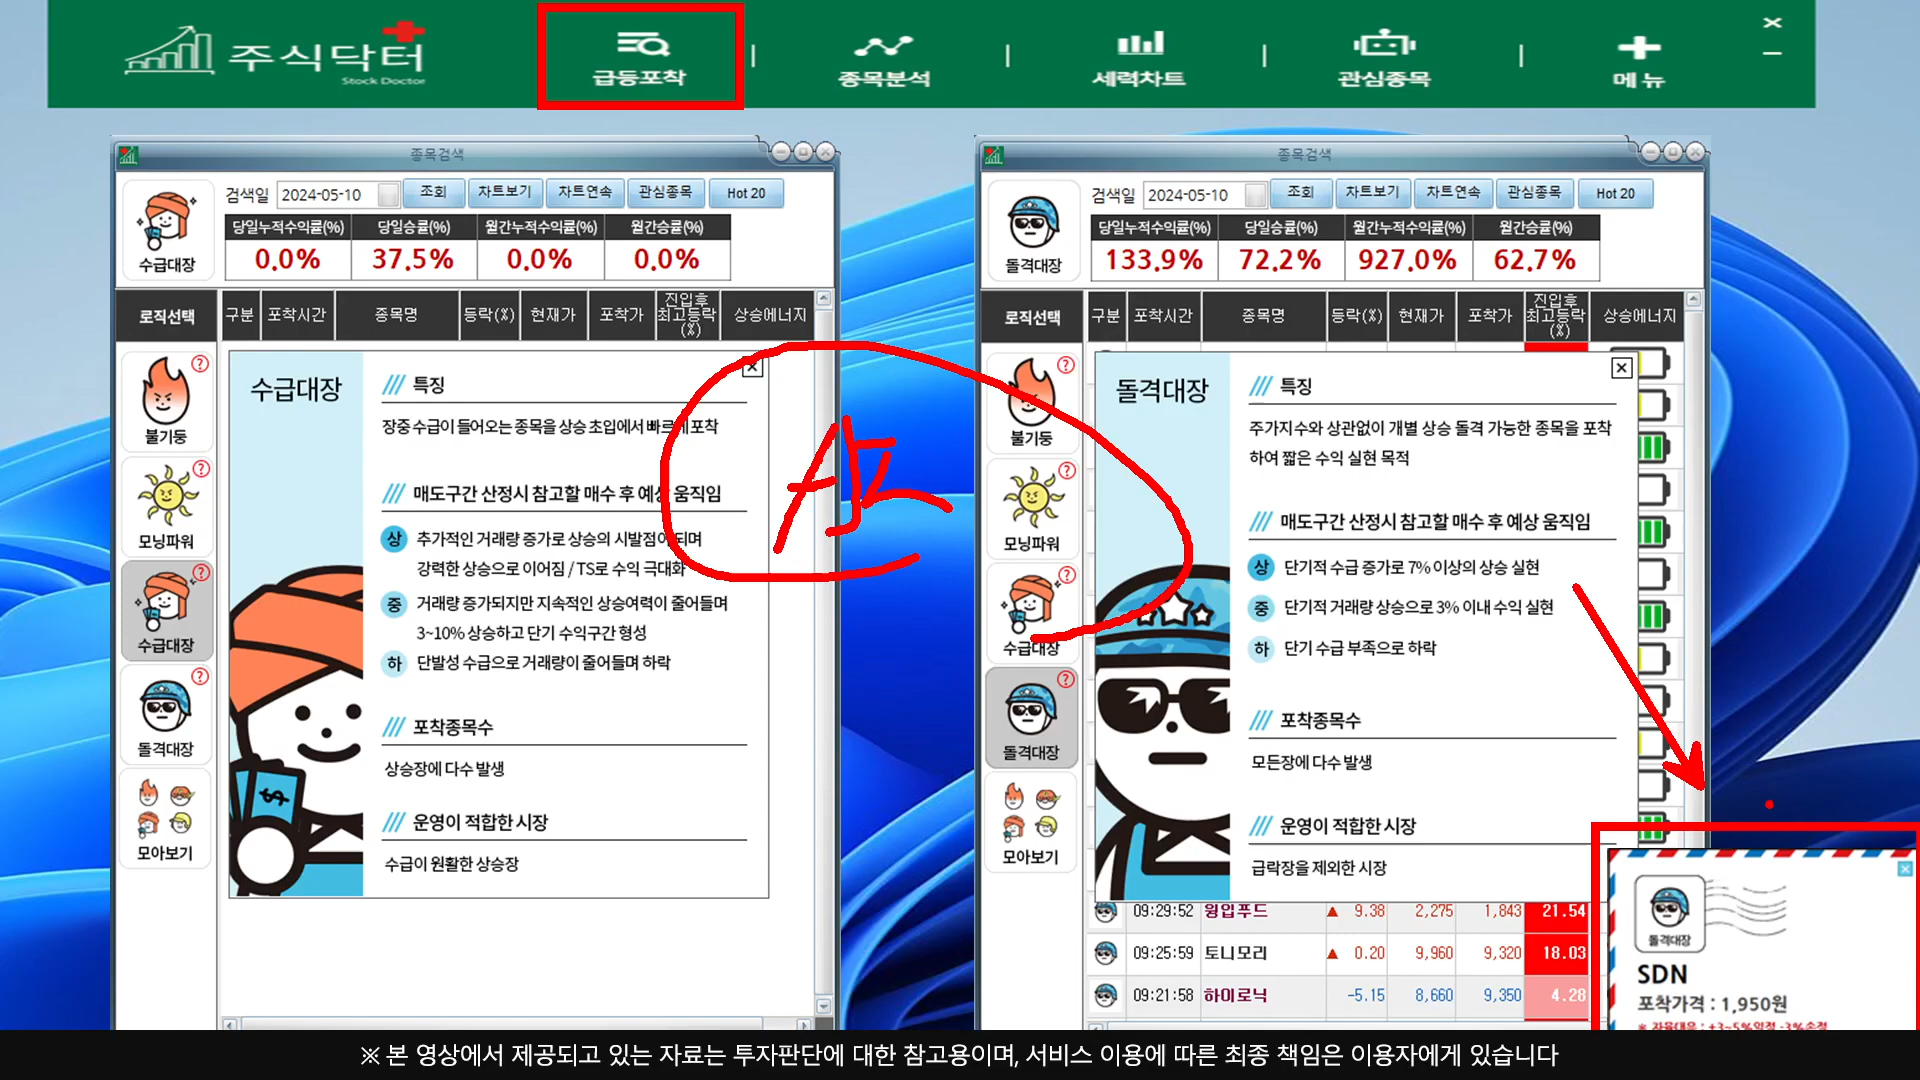 주식닥터
Stock Doctor
급등포착
종목분석
세력차트
관심종목
메뉴
종목검색
수급대장
검색일 2024-05-10 조회 차트보기 차트연속 관심종목 Hot 20
당일누적수익률(%) 당일승률(%) 월간누적수익률(%) 월간승률(%)
0.0% 37.5% 0.0% 0.0%
로직선택 구분 포착시간 종목명 등락(%) 현재가 포착가 진입후 최고등락 (%) 상승에너지
불기둥
모닝파워
수급대장
돌격대장
모아보기
수급대장
/// 특징
장중 수급이 들어오는 종목을 상승 초입에서 빠르게 포착
/// 매도구간 산정시 참고할 매수 후 예상 움직임
상 추가적인 거래량 증가로 상승의 시발점이 되며
강력한 상승으로 이어짐 / TS로 수익 극대화
중 거래량 증가되지만 지속적인 상승여력이 줄어들며
3~10% 상승하고 단기 수익구간 형성
하 단발성 수급으로 거래량이 줄어들며 하락
/// 포착종목수
상승장에 다수 발생
/// 운영이 적합한 시장
수급이 원활한 상승장
종목검색
돌격대장
검색일 2024-05-10 조회 차트보기 차트연속 관심종목 Hot 20
당일누적수익률(%) 당일승률(%) 월간누적수익률(%) 월간승률(%)
133.9% 72.2% 927.0% 62.7%
로직선택 구분 포착시간 종목명 등락(%) 현재가 포착가 진입후 최고등락 (%) 상승에너지
불기둥
모닝파워
수급대장
돌격대장
모아보기
돌격대장
/// 특징
주가지수와 상관없이 개별 상승 돌격 가능한 종목을 포착
하여 짧은 수익 실현 목적
/// 매도구간 산정시 참고할 매수 후 예상 움직임
상 단기적 수급 증가로 7% 이상의 상승 실현
중 단기적 거래량 상승으로 3% 이내 수익 실현
하 단기 수급 부족으로 하락
/// 포착종목수
모든장에 다수 발생
/// 운영이 적합한 시장
급락장을 제외한 시장
09:29:52 윙입푸드 ▲ 9.38 2,275 1,843 21.54
09:25:59 토니모리 ▲ 0.20 9,960 9,320 18.03
09:21:58 하이로닉 -5.15 8,660 9,350 4.28
돌격대장
SDN
포착가격 : 1,950원
※ 본 영상에서 제공되고 있는 자료는 투자판단에 대한 참고용이며, 서비스 이용에 따른 최종 책임은 이용자에게 있습니다